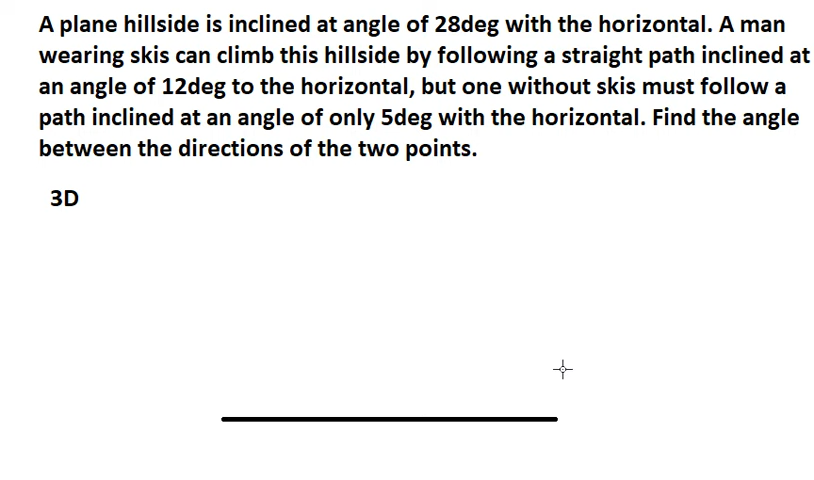 A plane hillside is inclined at angle of 28deg with the horizontal. A man
wearing skis can climb this hillside by following a straight path inclined at
an angle of 12deg to the horizontal, but one without skis must follow a
path inclined at an angle of only 5deg with the horizontal. Find the angle
between the directions of the two points.
3D